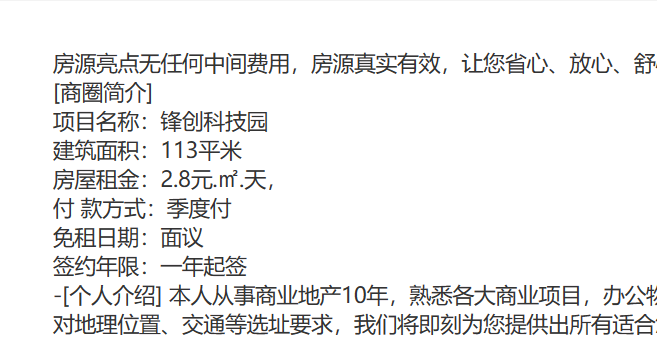 房源亮点无任何中间费用，房源真实有效，让您省心、放心、舒
[商圈简介]
项目名称：锋创科技园
建筑面积：113平米
房屋租金：2.8元.㎡.天，
付 款方式：季度付
免租日期：面议
签约年限：一年起签
-[个人介绍] 本人从事商业地产10年，熟悉各大商业项目，办公物
对地理位置、交通等选址要求，我们将即刻为您提供出所有适合